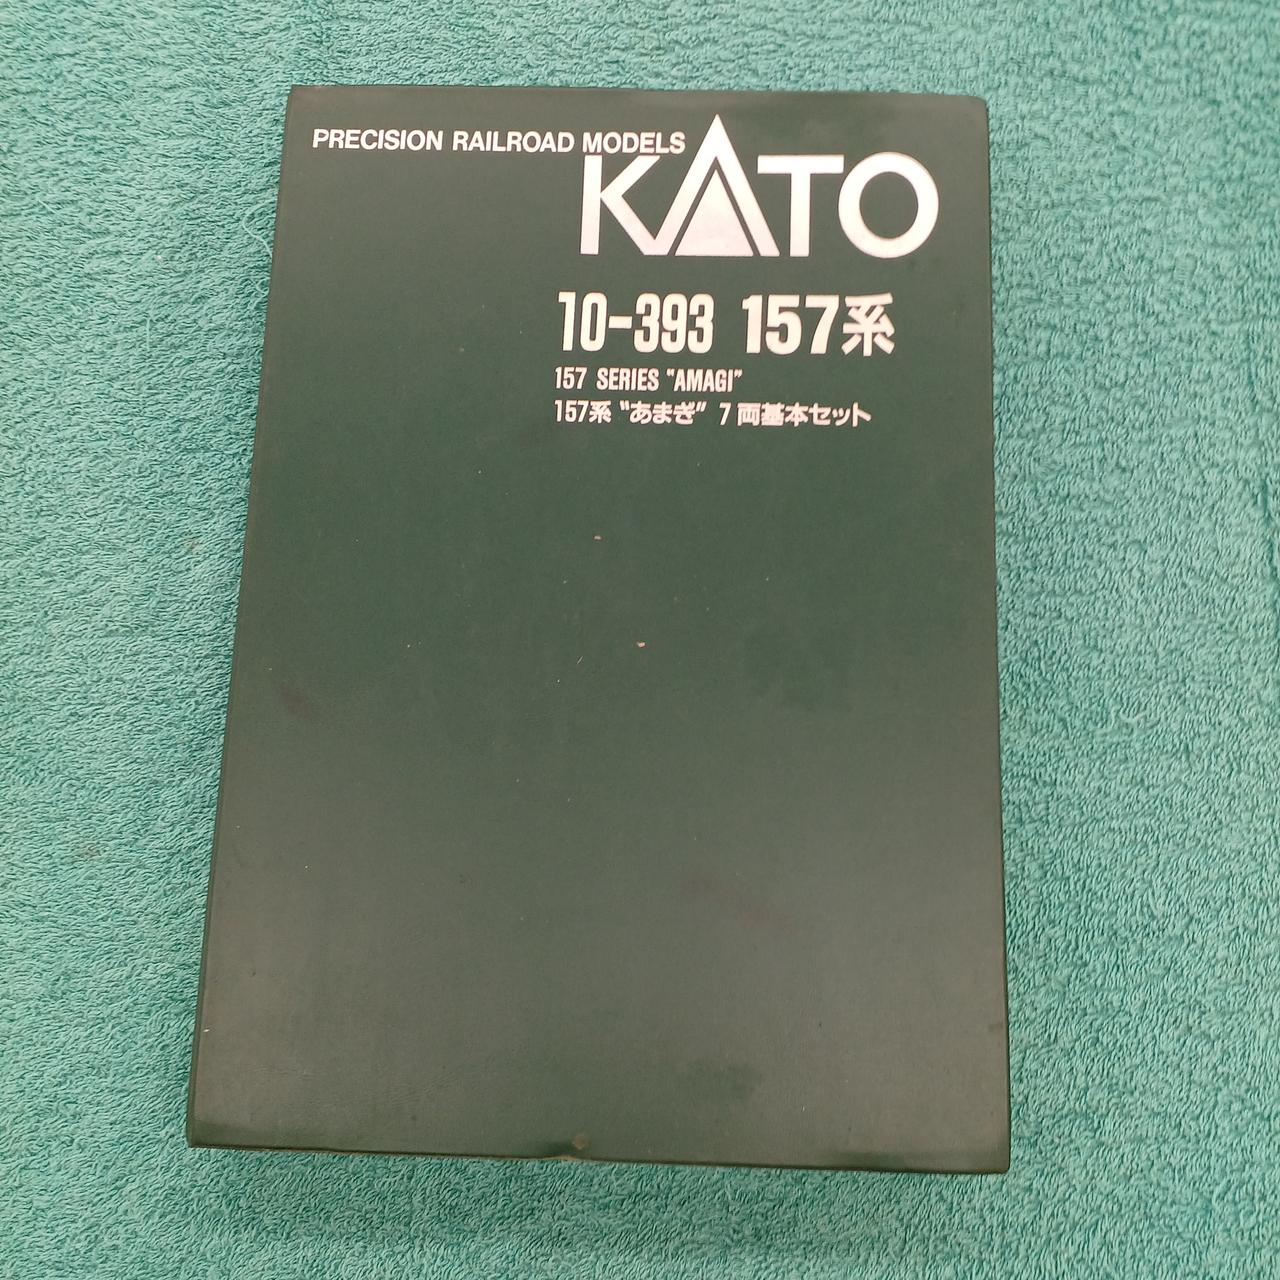 PRECISION RAILROAD MODELS
KATO
10-393 157系
157 SERIES "AMAGI"
157系 "あまぎ" 7両基本セット